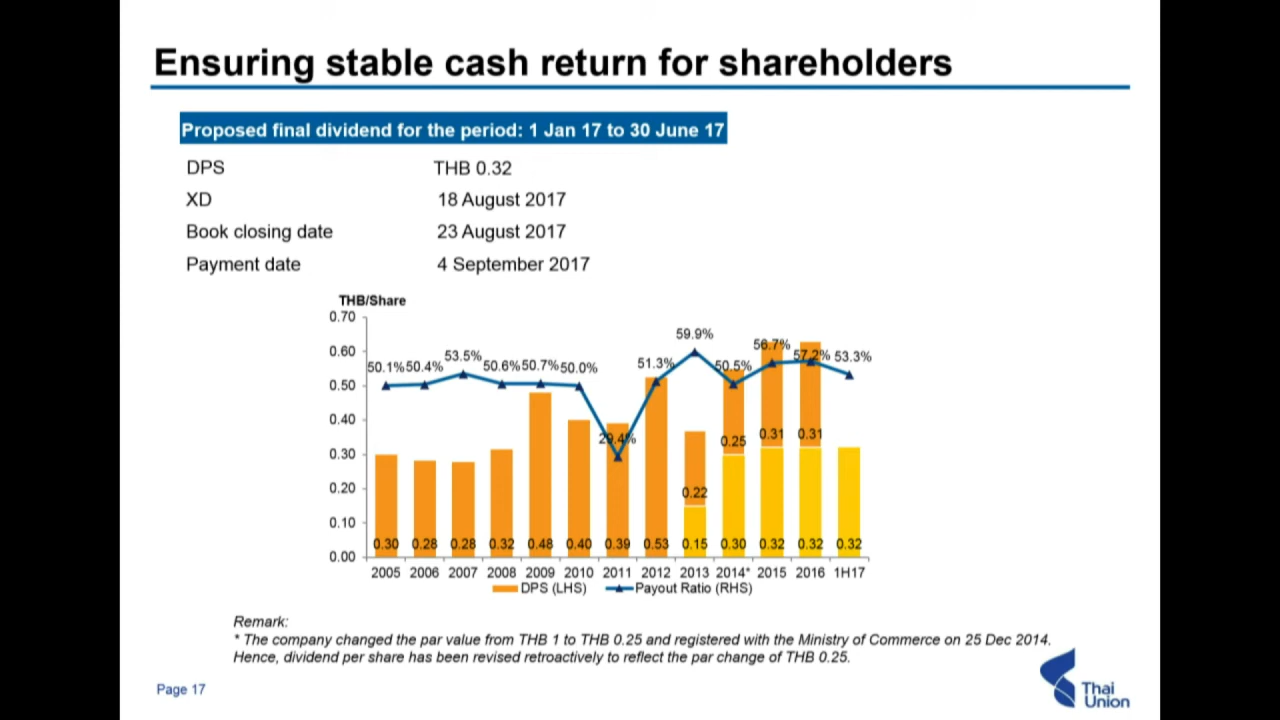 Ensuring stable cash return for shareholders
Proposed final dividend for the period: 1 Jan 17 to 30 June 17
DPS THB 0.32
XD 18 August 2017
Book closing date 23 August 2017
Payment date 4 September 2017
THB/Share
0.70
0.60
0.50
0.40
0.30
0.20
0.10
0.00
50.1% 50.4% 53.5% 50.6% 50.7% 50.0% 29.4% 51.3% 59.9% 50.5% 56.7% 57.2% 53.3%
0.22 0.25 0.31 0.31
0.30 0.28 0.28 0.32 0.48 0.40 0.39 0.53 0.15 0.30 0.32 0.32 0.32
2005 2006 2007 2008 2009 2010 2011 2012 2013 2014* 2015 2016 1H17
DPS (LHS) Payout Ratio (RHS)
Remark:
* The company changed the par value from THB 1 to THB 0.25 and registered with the Ministry of Commerce on 25 Dec 2014.
Hence, dividend per share has been revised retroactively to reflect the par change of THB 0.25.
Page 17
Thai
Union